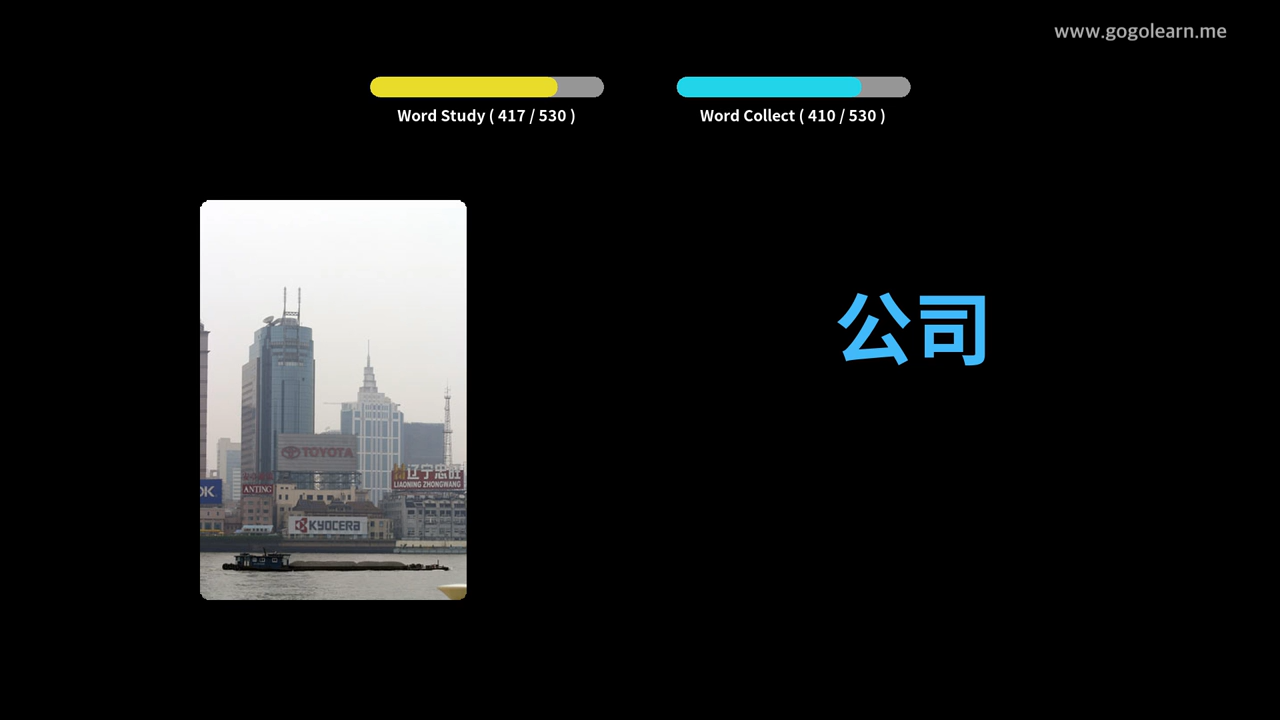 www.gogolearn.me
Word Study ( 417 / 530 )
Word Collect ( 410 / 530 )
公司
TOYOTA
辽宁忠旺
LIAONING ZHONGWANG
ANTING
OK
KYOCERA